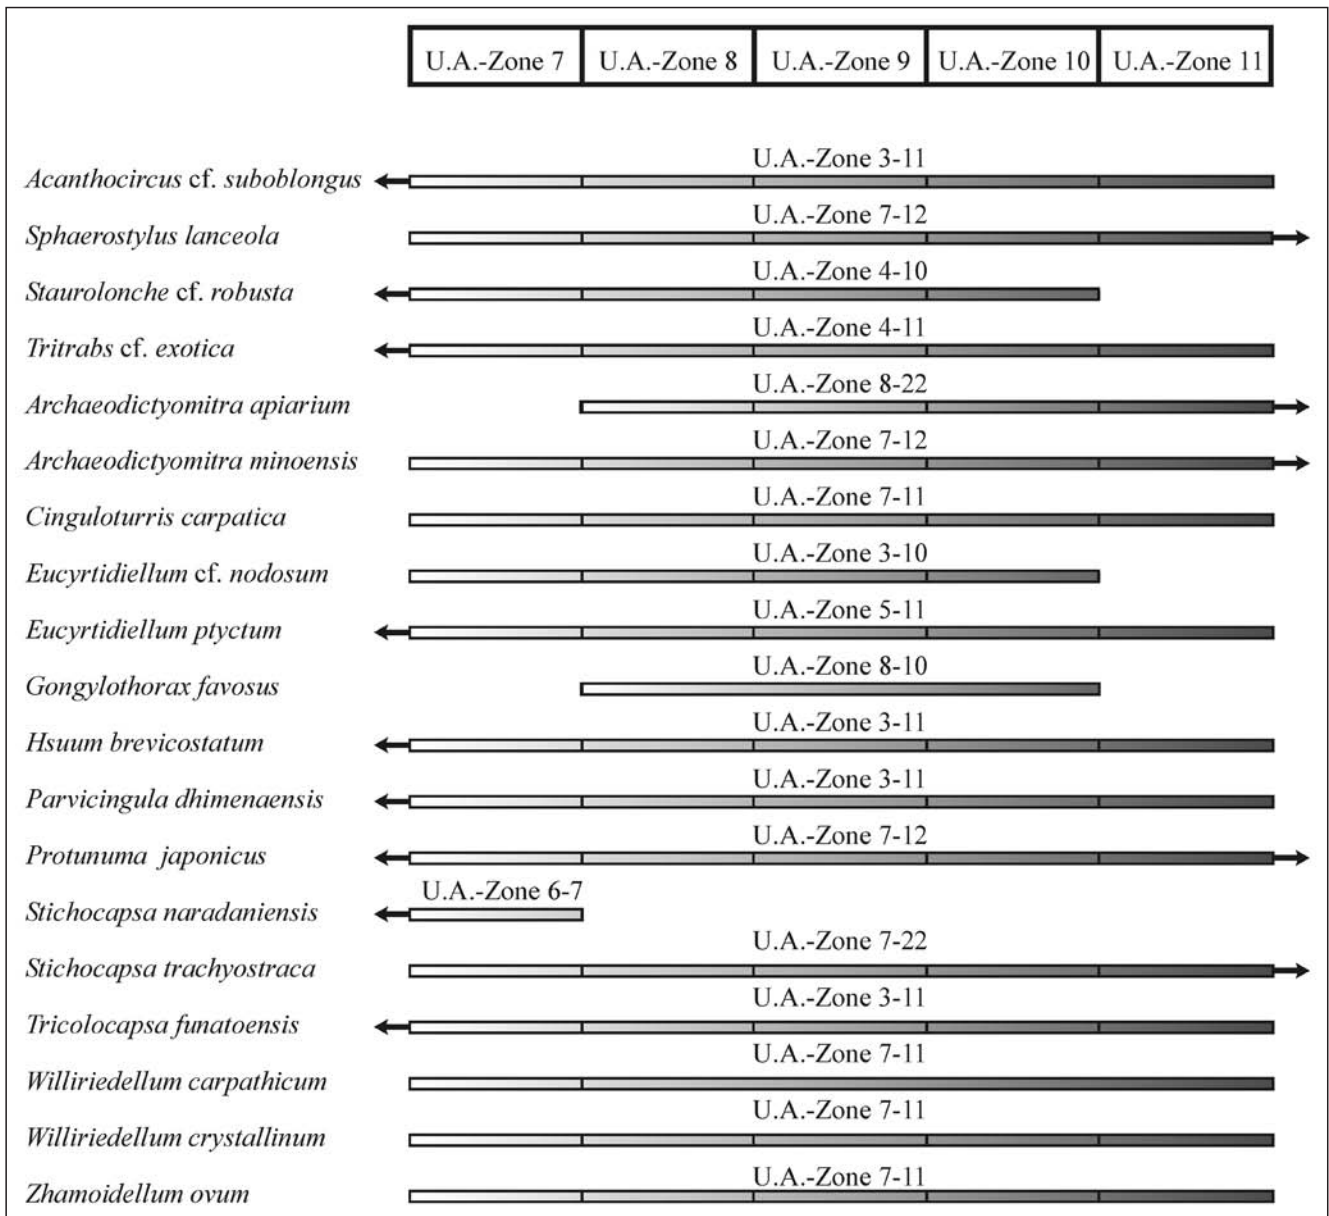 U.A.-Zone 7 U.A.-Zone 8 U.A.-Zone 9 U.A.-Zone 10 U.A.-Zone 11
U.A.-Zone 3-11
Acanthocircus cf. suboblongus
U.A.-Zone 7-12
Sphaerostylus lanceola
U.A.-Zone 4-10
Staurolonche cf. robusta
U.A.-Zone 4-11
Tritrabs cf. exotica
U.A.-Zone 8-22
Archaeodictyomitra apiarium
U.A.-Zone 7-12
Archaeodictyomitra minoensis
U.A.-Zone 7-11
Cinguloturris carpatica
U.A.-Zone 3-10
Eucyrtidiellum cf. nodosum
U.A.-Zone 5-11
Eucyrtidiellum ptyctum
U.A.-Zone 8-10
Gongylothorax favosus
U.A.-Zone 3-11
Hsuum brevicostatum
U.A.-Zone 3-11
Parvicingula dhimenaensis
U.A.-Zone 7-12
Protunuma japonicus
U.A.-Zone 6-7
Stichocapsa naradaniensis
U.A.-Zone 7-22
Stichocapsa trachyostraca
U.A.-Zone 3-11
Tricolocapsa funatoensis
U.A.-Zone 7-11
Williriedellum carpathicum
U.A.-Zone 7-11
Williriedellum crystallinum
U.A.-Zone 7-11
Zhamoidellum ovum